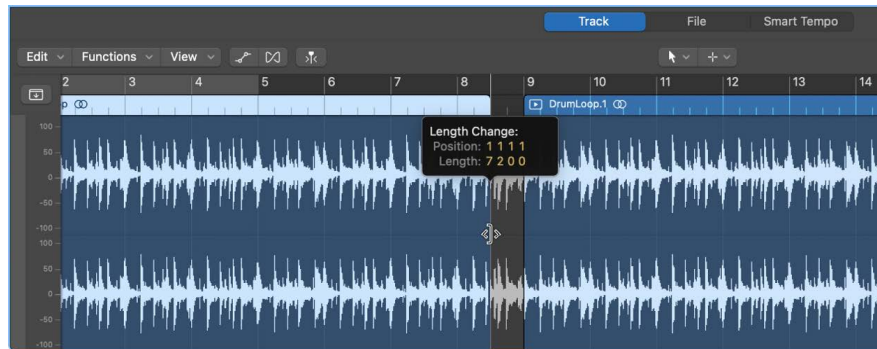 Track File Smart Tempo
Edit Functions View
2 3 4 5 6 7 8 9 10 11 12 13 14
p DrumLoop.1
Length Change:
Position: 1 1 1 1
Length: 7 2 0 0
100
50
0
-50
-100
100
50
0
-50
-100